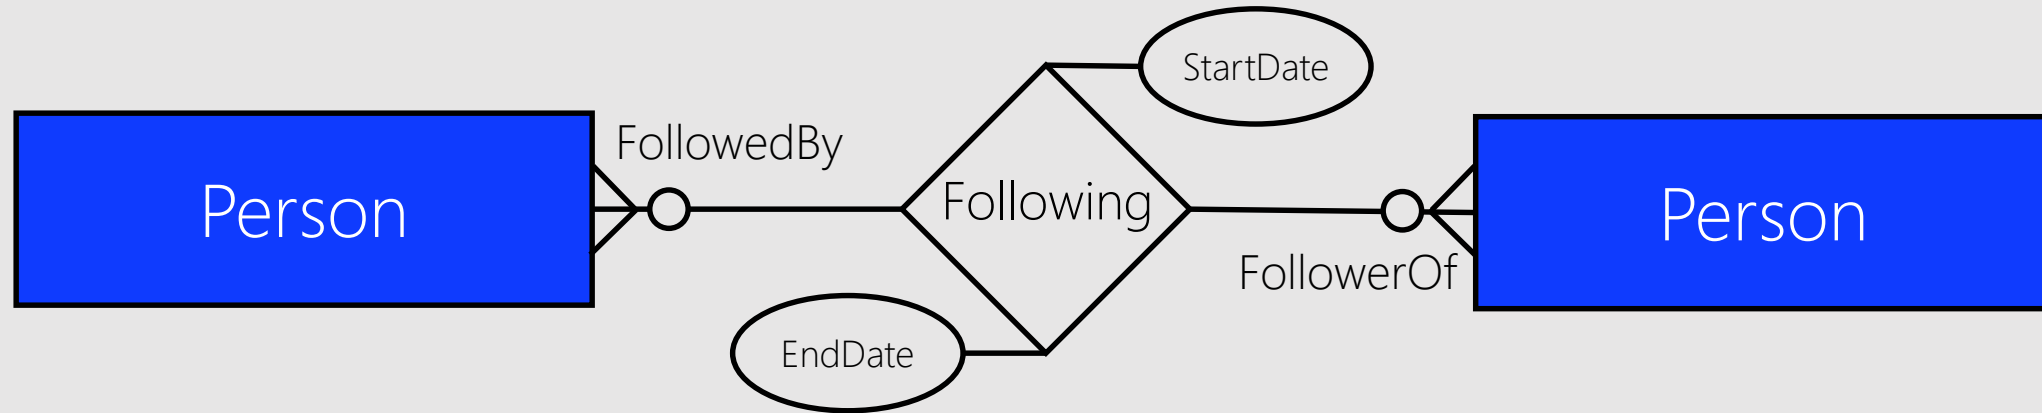 StartDate
FollowedBy
Person
Following
Person
FollowerOf
EndDate